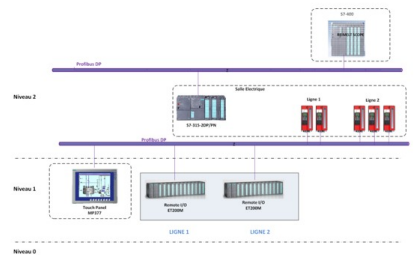 S7-400
Profibus DP
Salle Electrique
Niveau 2
Ligne 1
Ligne 2
S7-315-2DP/PN
Profibus DP
Niveau 1
Touch Panel
MP377
Remote I/O
ET200M
Remote I/O
ET200M
LIGNE 1
LIGNE 2
Niveau 0